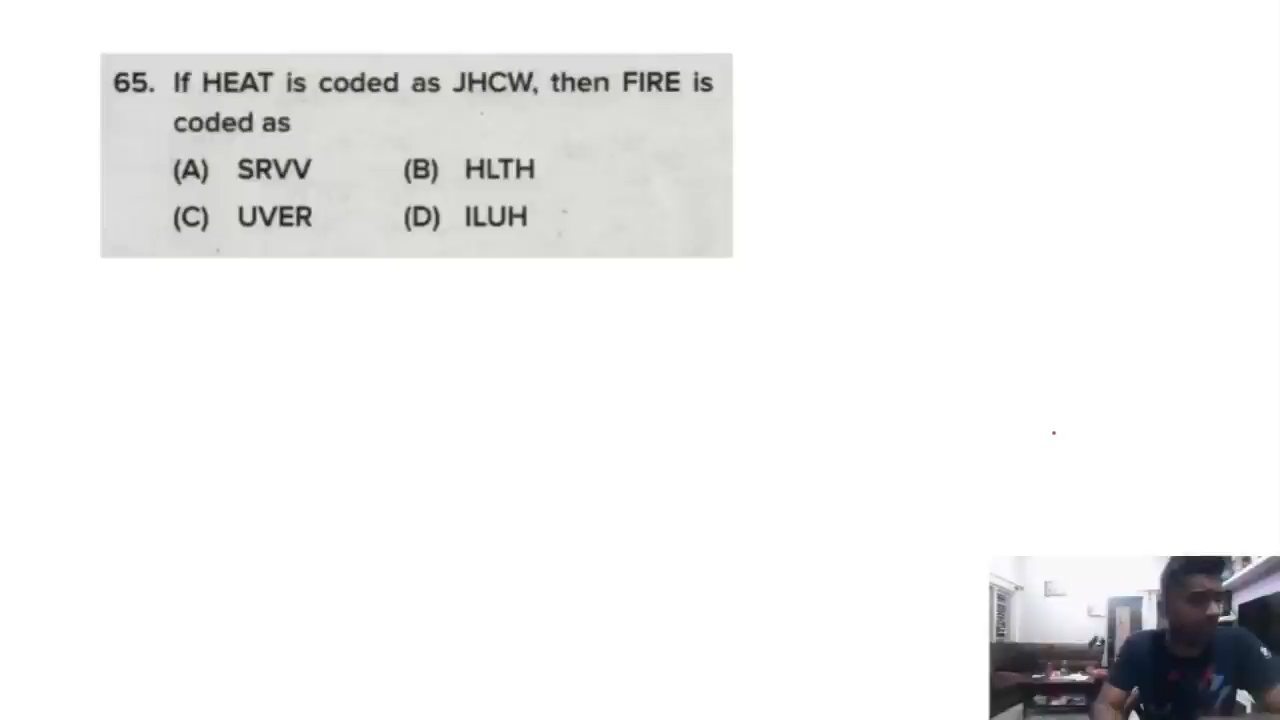 65. If HEAT is coded as JHCW, then FIRE is
coded as
(A) SRVV (B) HLTH
(C) UVER (D) ILUH